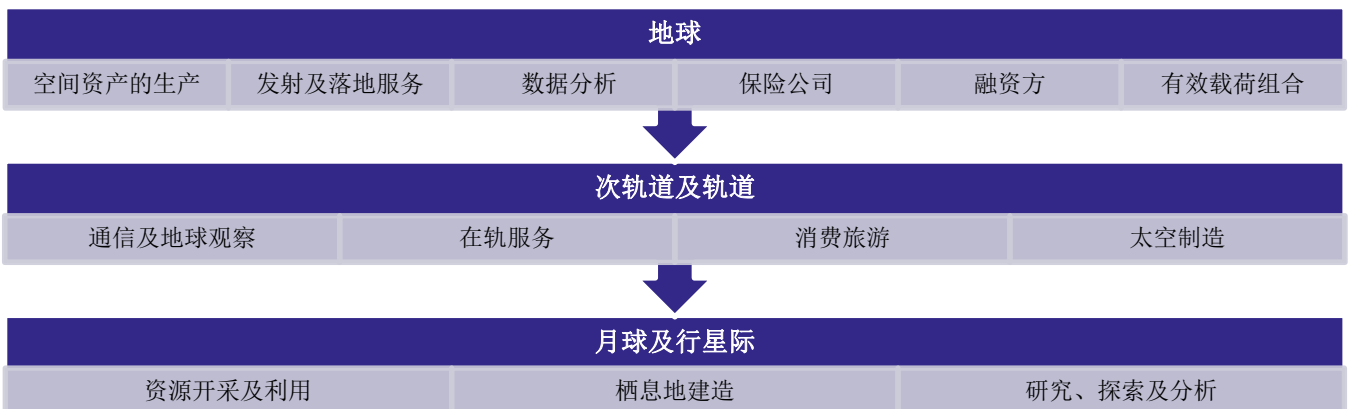 地球
空间资产的生产 发射及落地服务 数据分析 保险公司 融资方 有效载荷组合
次轨道及轨道
通信及地球观察 在轨服务 消费旅游 太空制造
月球及行星际
资源开采及利用 栖息地建造 研究、探索及分析